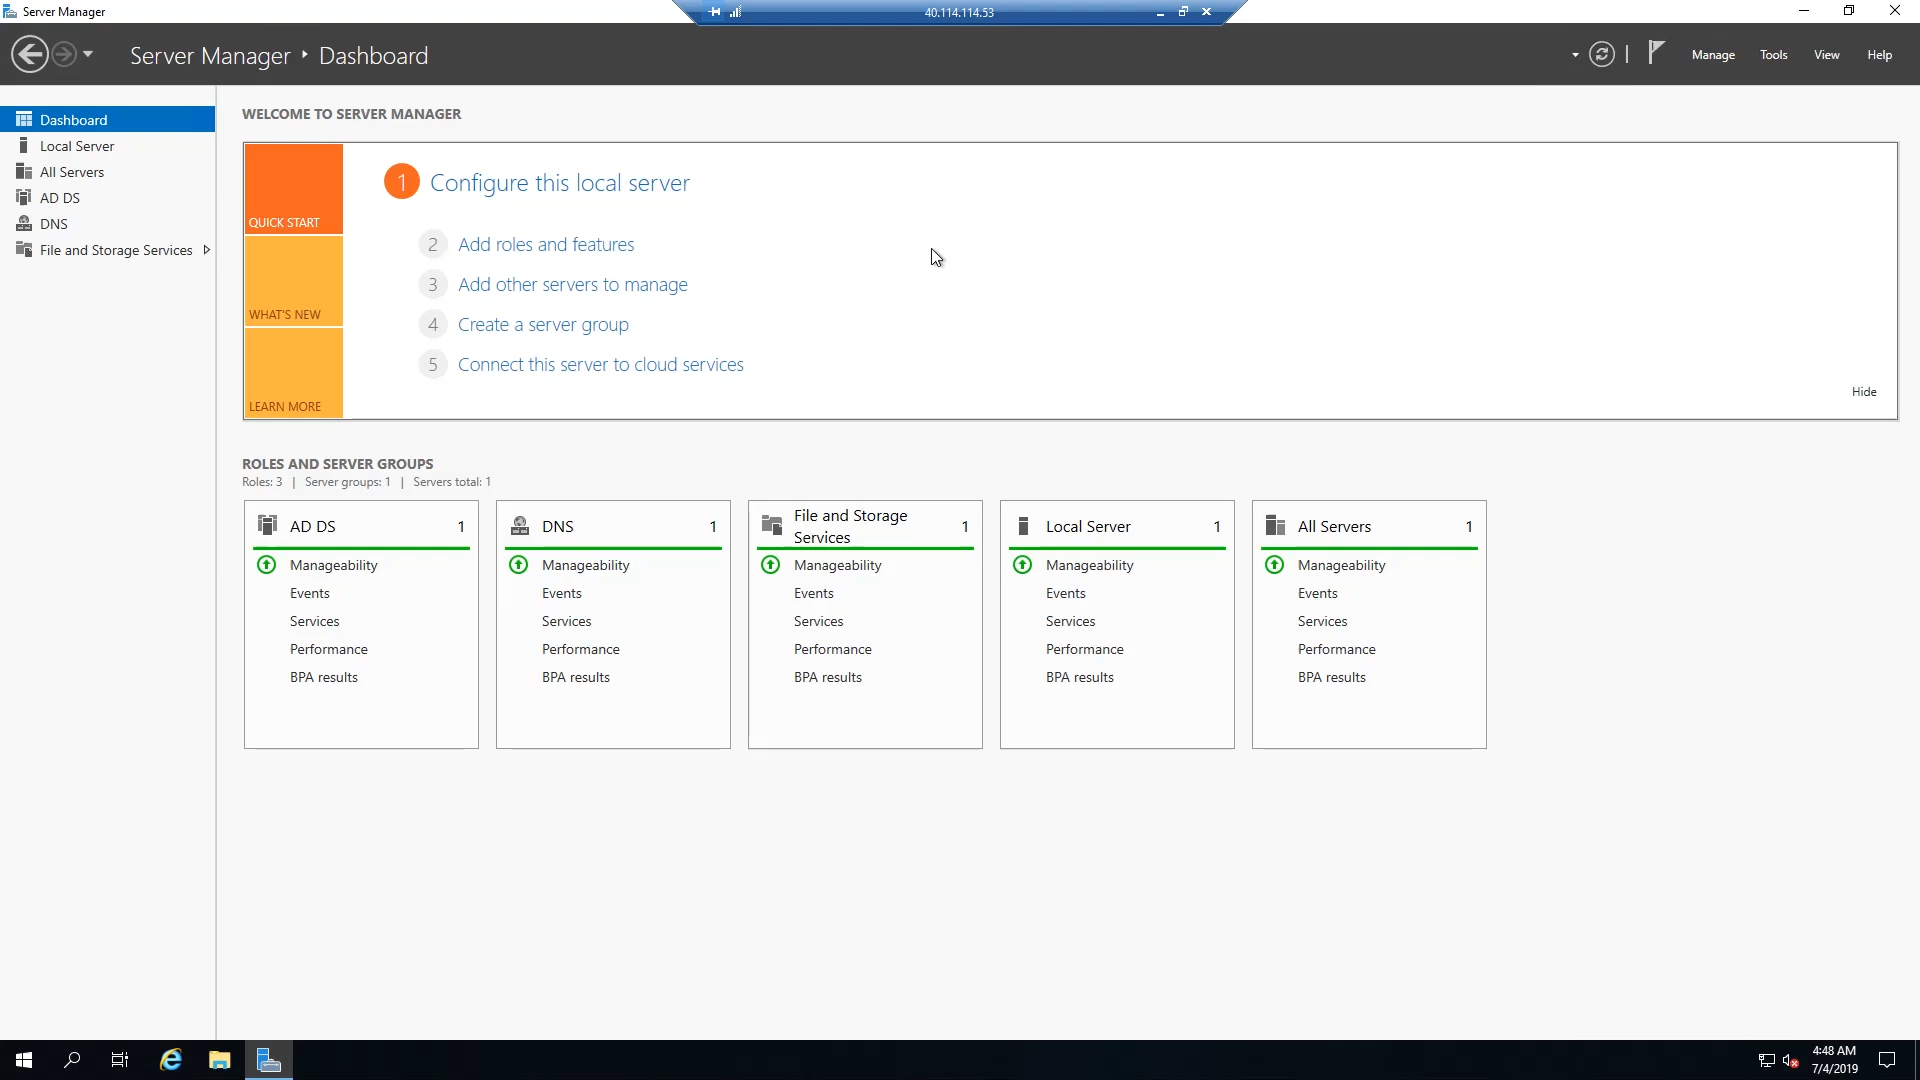 Server Manager
40.114.114.53
Server Manager
Dashboard
Manage
Tools
View
Help
Dashboard
Local Server
All Servers
AD DS
DNS
File and Storage Services
WELCOME TO SERVER MANAGER
QUICK START
WHAT'S NEW
LEARN MORE
1 Configure this local server
2 Add roles and features
3 Add other servers to manage
4 Create a server group
5 Connect this server to cloud services
Hide
ROLES AND SERVER GROUPS
Roles: 3 | Server groups: 1 | Servers total: 1
AD DS 1
Manageability
Events
Services
Performance
BPA results
DNS 1
Manageability
Events
Services
Performance
BPA results
File and Storage
Services 1
Manageability
Events
Services
Performance
BPA results
Local Server 1
Manageability
Events
Services
Performance
BPA results
All Servers 1
Manageability
Events
Services
Performance
BPA results
4:48 AM
7/4/2019